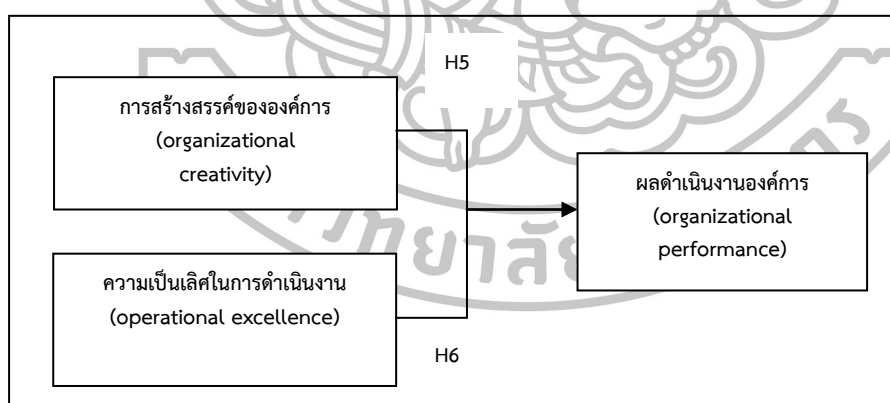 H5
การสร้างสรรค์ขององค์การ
(organizational
creativity)
ผลดำเนินงานองค์การ
(organizational
performance)
ความเป็นเลิศในการดำเนินงาน
(operational excellence)
H6